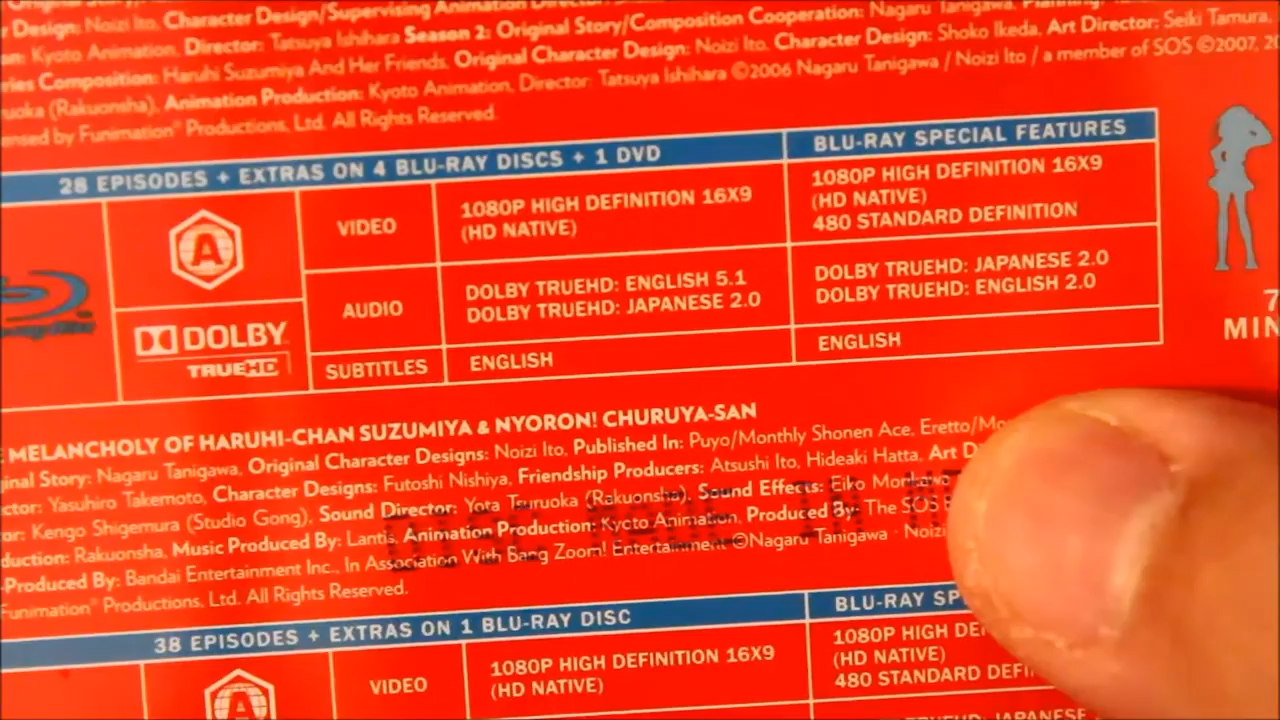 Design: Noizi Ito, Character Design/Supervising Animation
Kyoto Animation, Director: Tatsuya Ishihara Season 2: Original Story/Composition Cooperation: Nagaru Tanigawa,
Composition: Haruhi Suzumiya And Her Friends, Original Character Design: Noizi Ito, Character Design: Shoko Ikeda, Art Director: Seiki Tamura,
(Rakuonsha), Animation Production: Kyoto Animation, Director: Tatsuya Ishihara ©2006 Nagaru Tanigawa / Noizi Ito / a member of SOS ©2007,
by Funimation® Productions, Ltd. All Rights Reserved.
28 EPISODES + EXTRAS ON 4 BLU-RAY DISCS + 1 DVD
BLU-RAY SPECIAL FEATURES
A
DOLBY
TRUEHD
VIDEO
1080P HIGH DEFINITION 16X9
(HD NATIVE)
1080P HIGH DEFINITION 16X9
(HD NATIVE)
480 STANDARD DEFINITION
AUDIO
DOLBY TRUEHD: ENGLISH 5.1
DOLBY TRUEHD: JAPANESE 2.0
DOLBY TRUEHD: JAPANESE 2.0
DOLBY TRUEHD: ENGLISH 2.0
SUBTITLES
ENGLISH
ENGLISH
MELANCHOLY OF HARUHI-CHAN SUZUMIYA & NYORON! CHURUYA-SAN
Story: Nagaru Tanigawa, Original Character Designs: Noizi Ito, Published In: Puyo/Monthly Shonen Ace,
Yasuhiro Takemoto, Character Designs: Futoshi Nishiya, Friendship Producers: Atsushi Ito, Hideaki Hatta, Art
Kengo Shigemura (Studio Gong), Sound Director: Yota Tsuruoka (Rakuonsha), Sound Effects: Eiko Morikawa
Rakuonsha, Music Produced By: Lantis, Animation Production: Kyoto Animation, Produced By: The SOS
Produced By: Bandai Entertainment Inc., In Association With Bang Zoom! Entertainment ©Nagaru Tanigawa · Noizi
Funimation® Productions, Ltd. All Rights Reserved.
DISC MADE IN
38 EPISODES + EXTRAS ON 1 BLU-RAY DISC
BLU-RAY
A
VIDEO
1080P HIGH DEFINITION 16X9
(HD NATIVE)
1080P HIGH
(HD NATIVE)
480 STANDARD